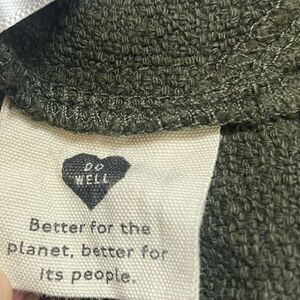 DO
WELL
Better for the
planet, better for
its people.